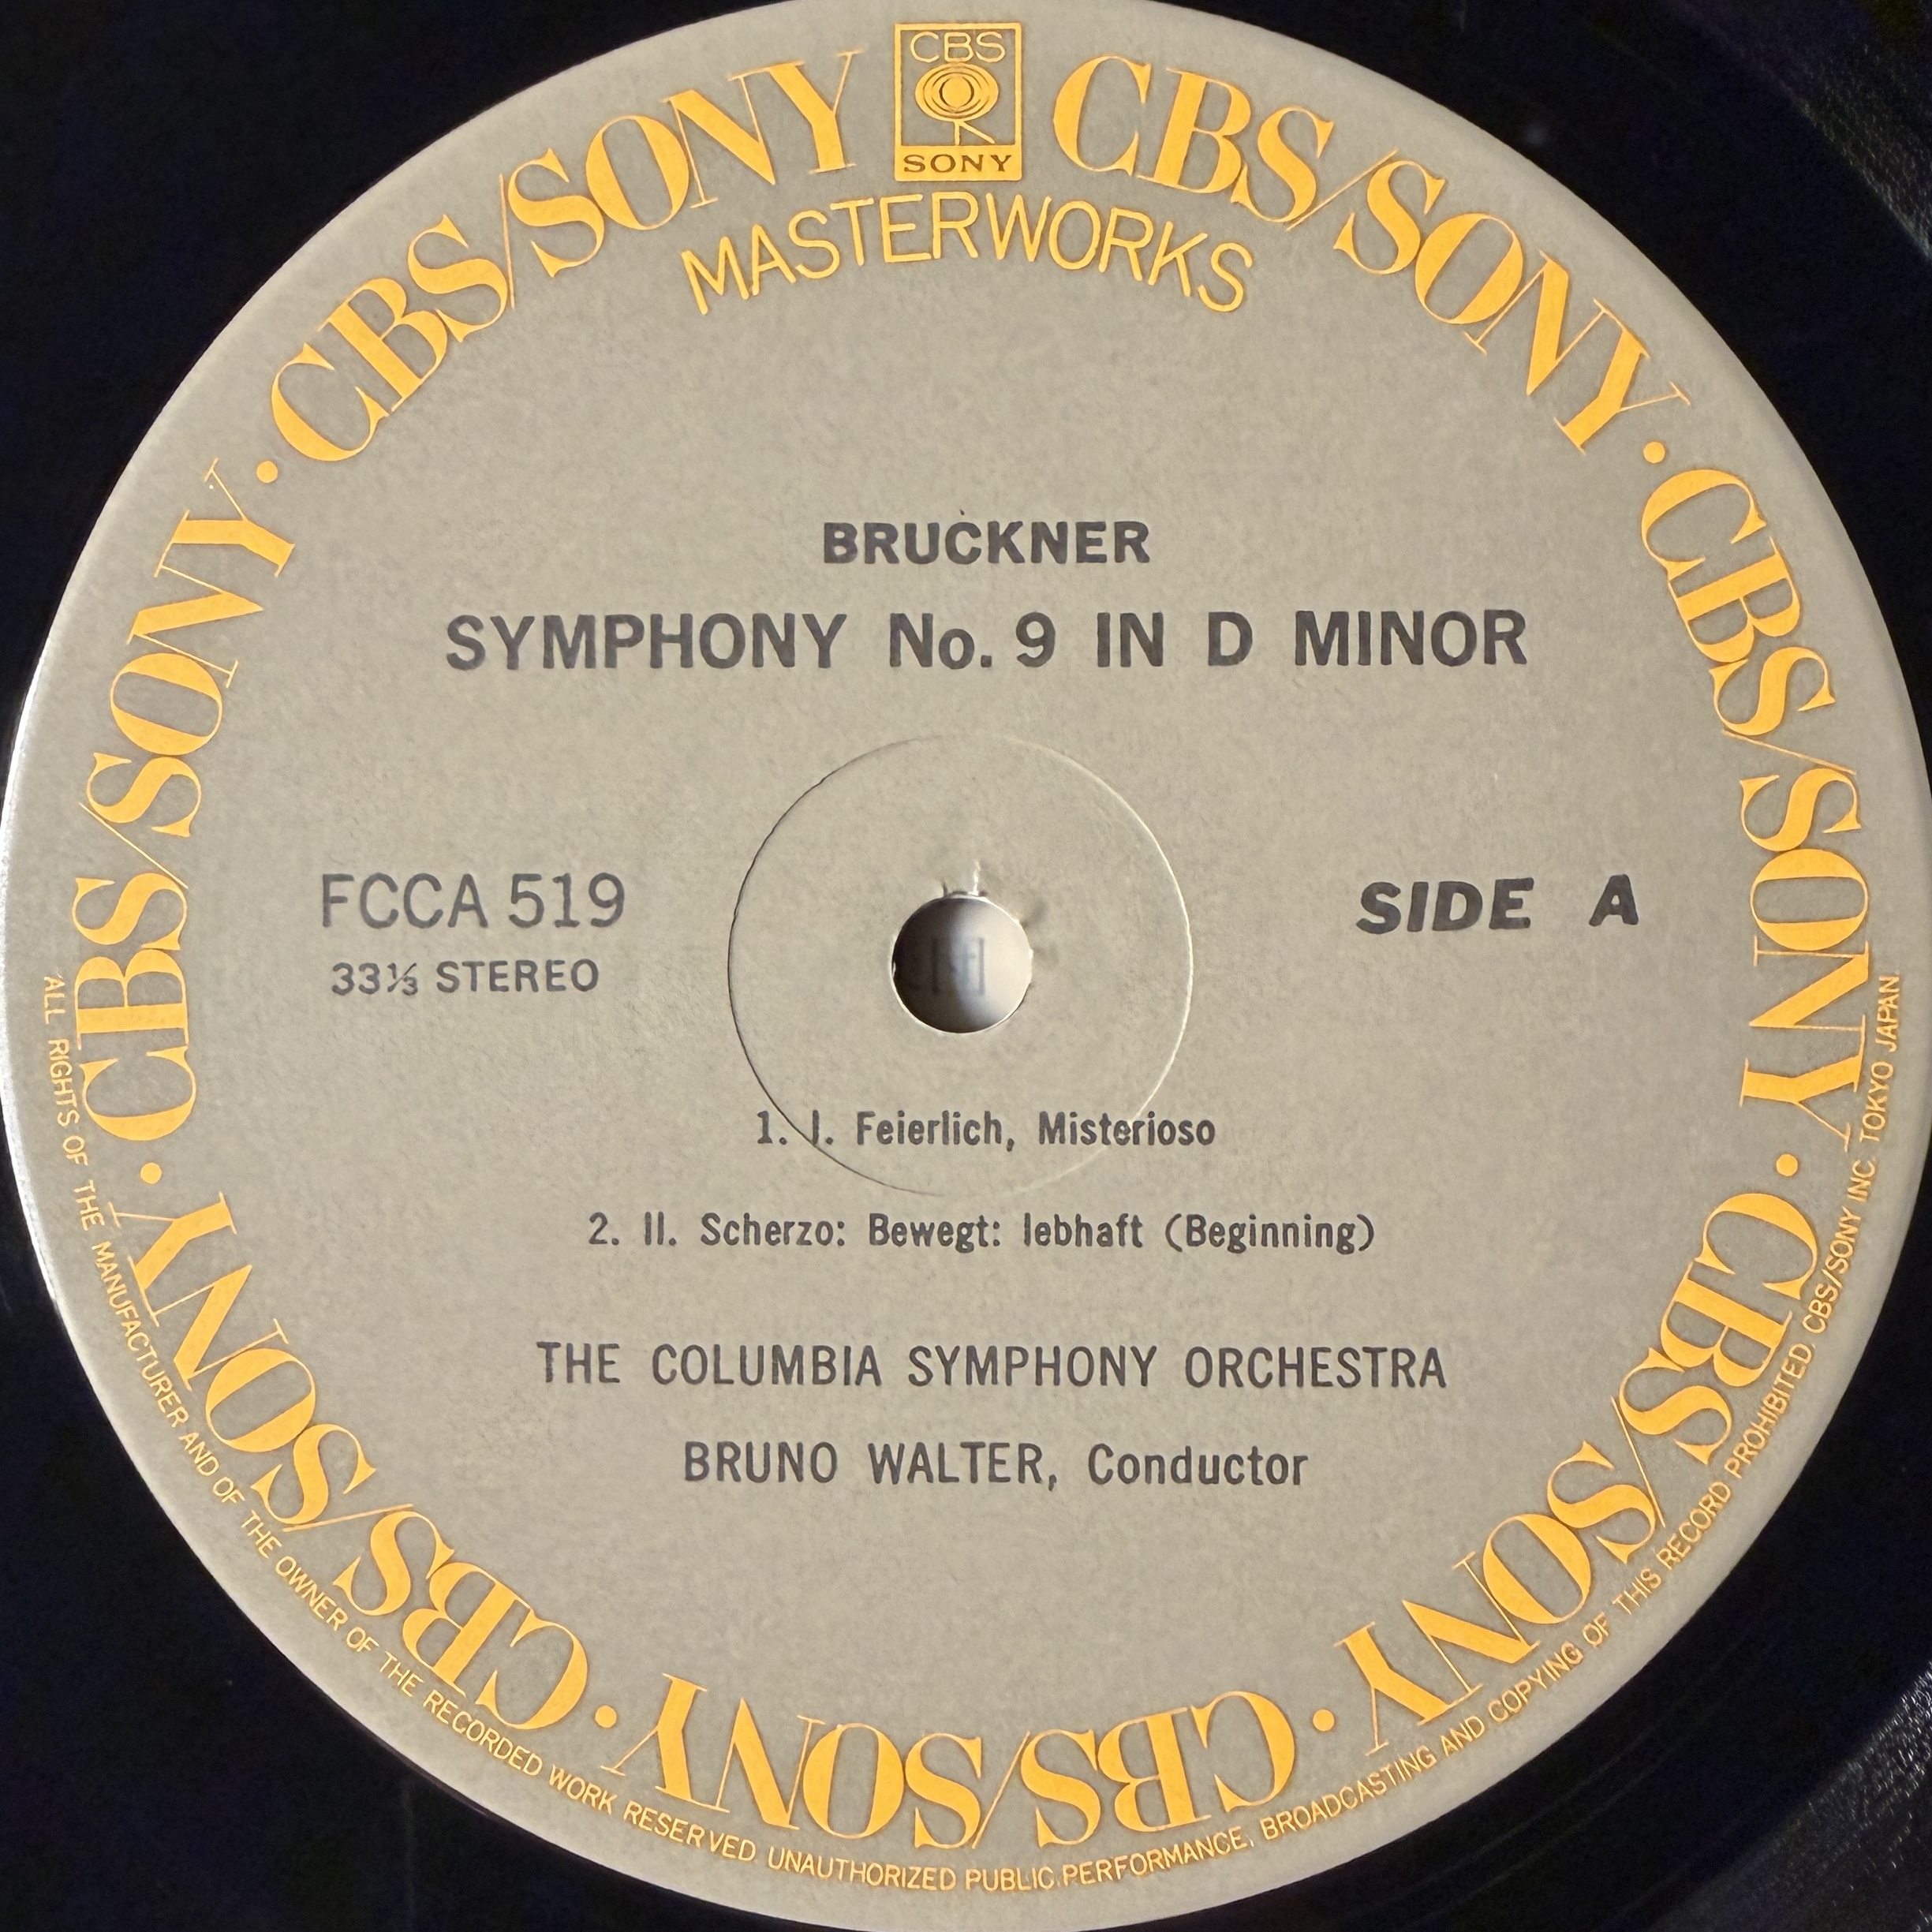 CBS
SONY
CBS/SONY · CBS/SONY · CBS/SONY · CBS/SONY · CBS/SONY · CBS/SONY · CBS/SONY
MASTERWORKS
BRUCKNER
SYMPHONY No. 9 IN D MINOR
FCCA 519
33⅓ STEREO
SIDE A
1. I. Feierlich, Misterioso
2. II. Scherzo: Bewegt: lebhaft (Beginning)
THE COLUMBIA SYMPHONY ORCHESTRA
BRUNO WALTER, Conductor
ALL RIGHTS OF THE MANUFACTURER AND OF THE OWNER OF THE RECORDED WORK RESERVED. UNAUTHORIZED PUBLIC PERFORMANCE, BROADCASTING AND COPYING OF THIS RECORD PROHIBITED. CBS/SONY INC. TOKYO JAPAN